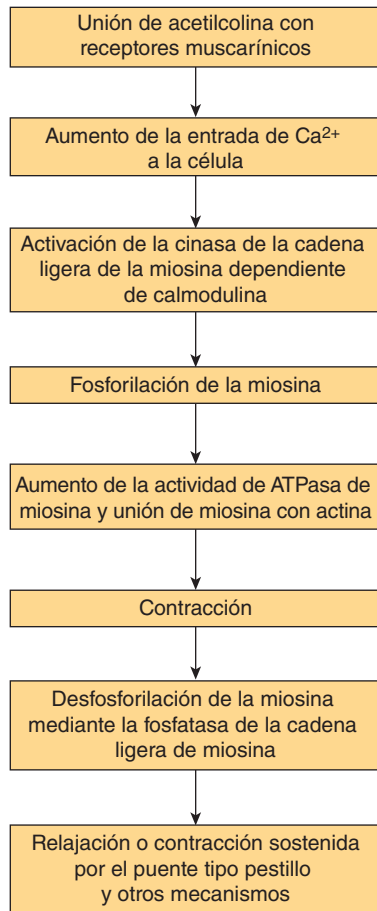 Unión de acetilcolina con
receptores muscarínicos
Aumento de la entrada de Ca²⁺
a la célula
Activación de la cinasa de la cadena
ligera de la miosina dependiente
de calmodulina
Fosforilación de la miosina
Aumento de la actividad de ATPasa de
miosina y unión de miosina con actina
Contracción
Desfosforilación de la miosina
mediante la fosfatasa de la cadena
ligera de miosina
Relajación o contracción sostenida
por el puente tipo pestillo
y otros mecanismos